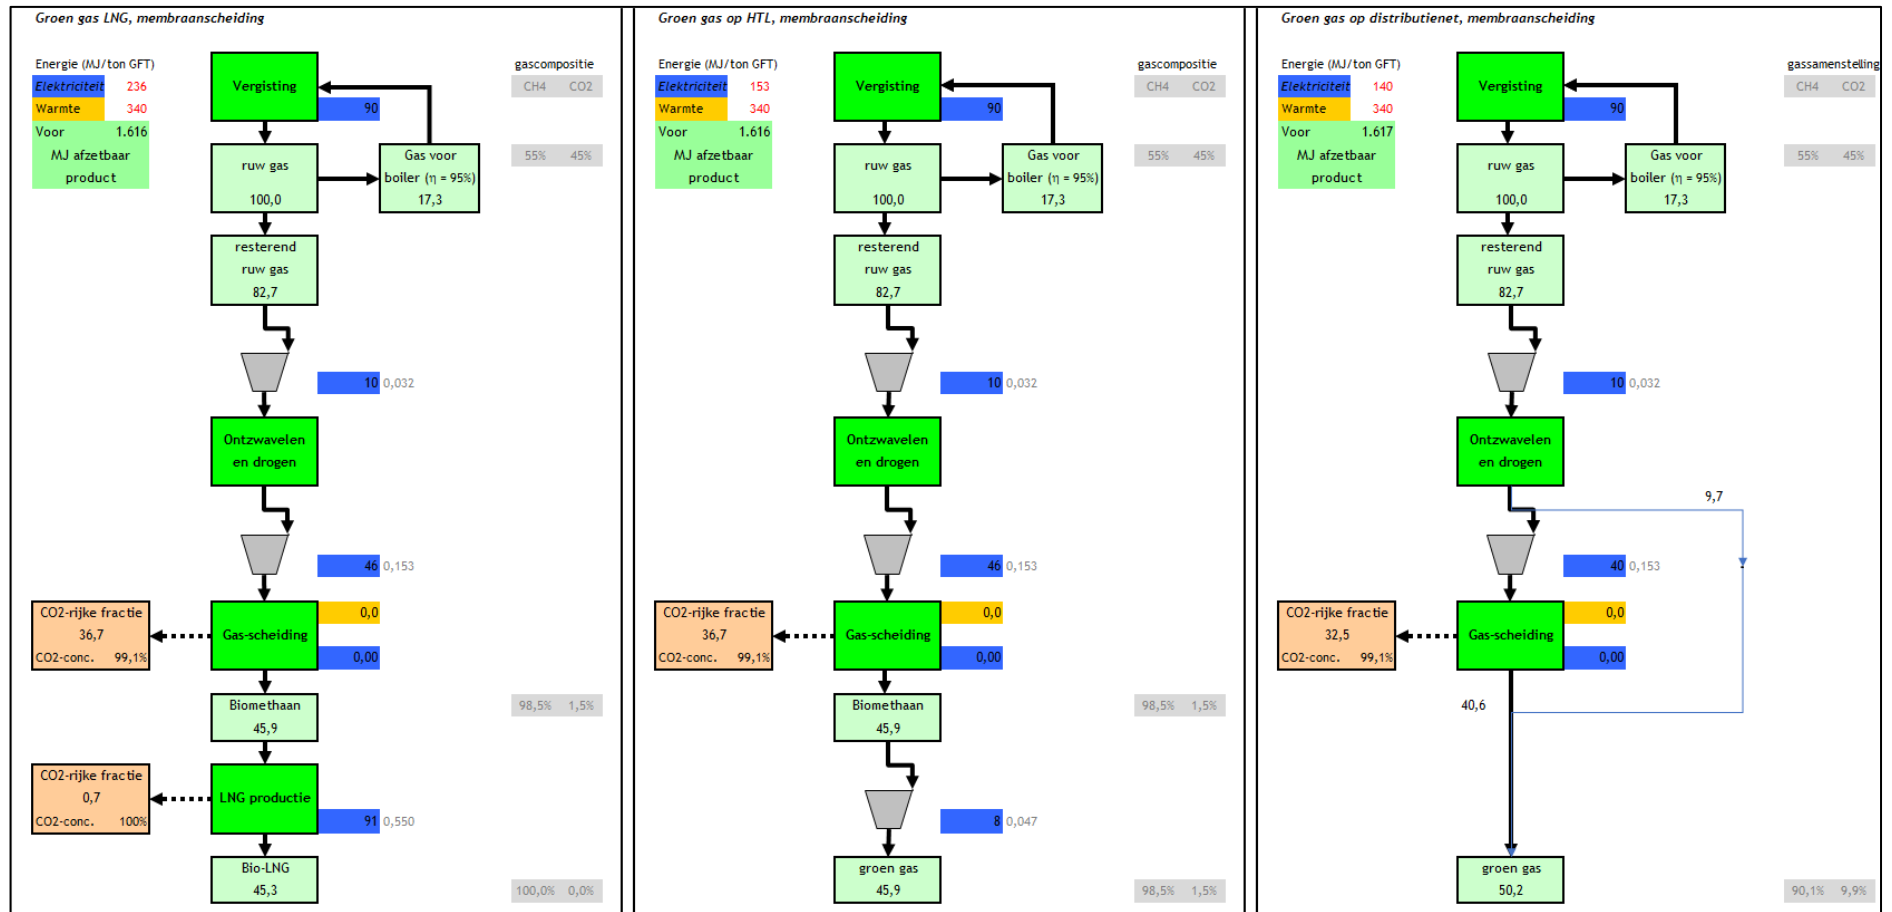 Groen gas LNG, membraanscheiding
Energie (MJ/ton GFT)
Elektriciteit 236
Warmte 340
Voor 1.616
MJ afzetbaar
product
Vergisting
90
gascompositie
CH4 CO2
ruw gas
100,0
Gas voor
boiler (η = 95%)
17,3
55% 45%
resterend
ruw gas
82,7
10 0,032
Ontzwavelen
en drogen
46 0,153
CO2-rijke fractie
36,7
CO2-conc. 99,1%
Gas-scheiding
0,0
0,00
Biomethaan
45,9
98,5% 1,5%
CO2-rijke fractie
0,7
CO2-conc. 100%
LNG productie
91 0,550
Bio-LNG
45,3
100,0% 0,0%
Groen gas op HTL, membraanscheiding
Energie (MJ/ton GFT)
Elektriciteit 153
Warmte 340
Voor 1.616
MJ afzetbaar
product
Vergisting
90
gascompositie
CH4 CO2
ruw gas
100,0
Gas voor
boiler (η = 95%)
17,3
55% 45%
resterend
ruw gas
82,7
10 0,032
Ontzwavelen
en drogen
46 0,153
CO2-rijke fractie
36,7
CO2-conc. 99,1%
Gas-scheiding
0,0
0,00
Biomethaan
45,9
98,5% 1,5%
8 0,047
groen gas
45,9
98,5% 1,5%
Groen gas op distributienet, membraanscheiding
Energie (MJ/ton GFT)
Elektriciteit 140
Warmte 340
Voor 1.617
MJ afzetbaar
product
Vergisting
90
gassamenstelling
CH4 CO2
ruw gas
100,0
Gas voor
boiler (η = 95%)
17,3
55% 45%
resterend
ruw gas
82,7
10 0,032
Ontzwavelen
en drogen
9,7
40 0,153
CO2-rijke fractie
32,5
CO2-conc. 99,1%
Gas-scheiding
0,0
0,00
40,6
groen gas
50,2
90,1% 9,9%